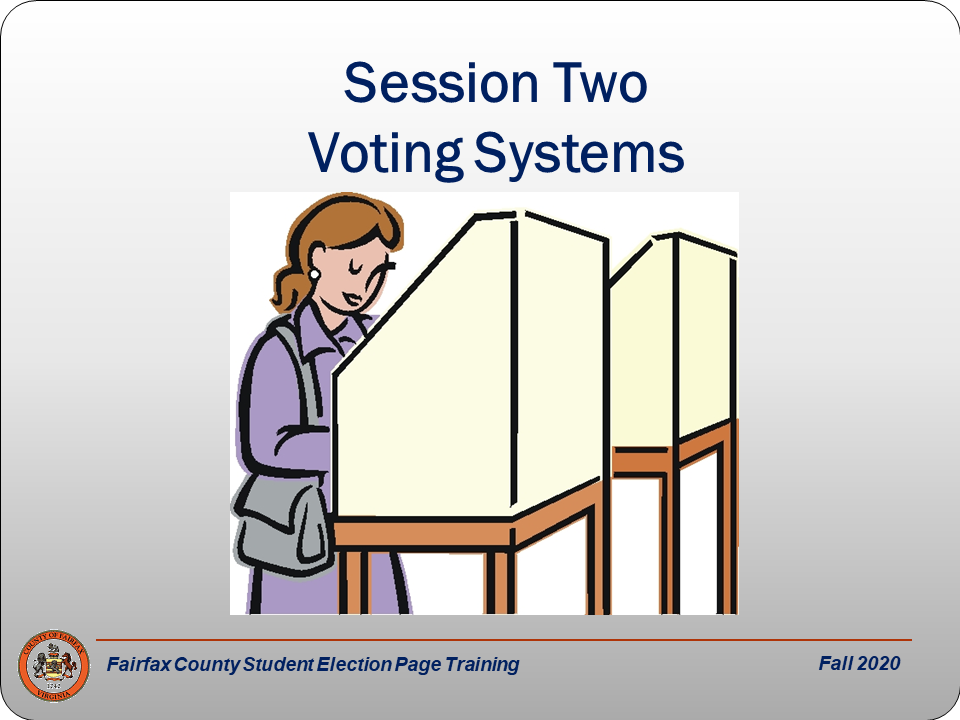 Session Two
Voting Systems
COUNTY OF FAIRFAX
1742
VIRGINIA
Fairfax County Student Election Page Training
Fall 2020